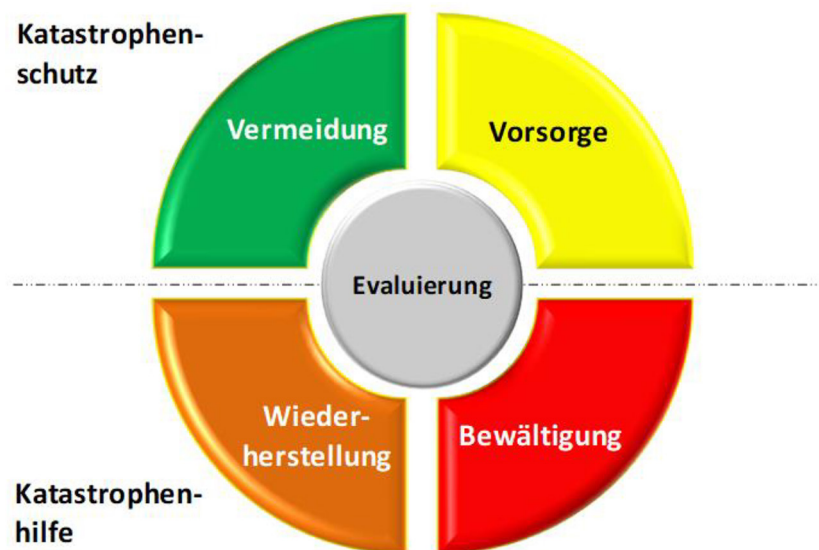 Katastrophen-
schutz
Vermeidung
Vorsorge
Evaluierung
Wieder-
herstellung
Bewältigung
Katastrophen-
hilfe